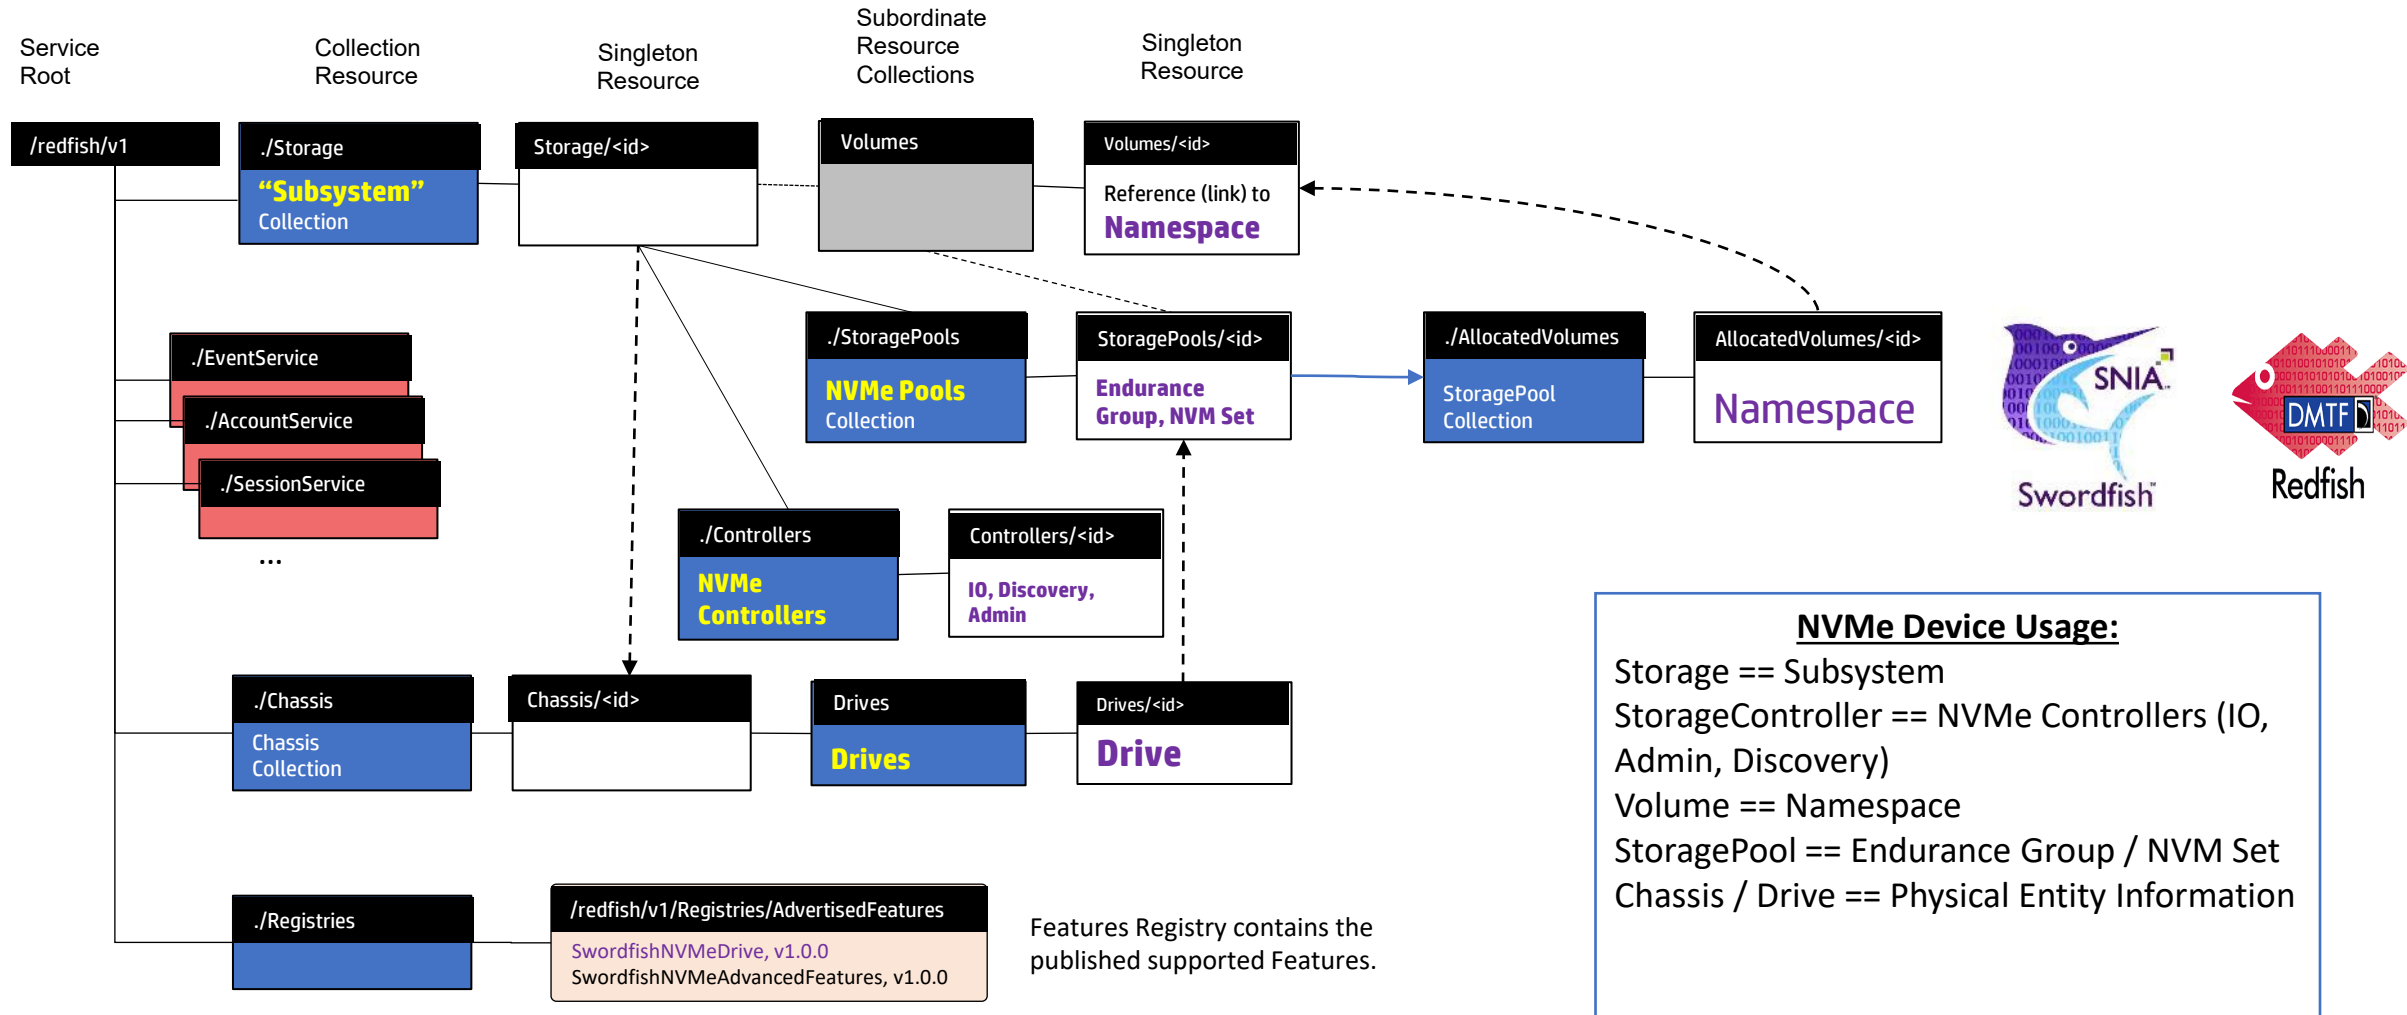 Service
Root
Collection
Resource
Singleton
Resource
Subordinate
Resource
Collections
Singleton
Resource
/redfish/v1
./Storage
“Subsystem”
Collection
Storage/<id>
Volumes
Volumes/<id>
Reference (link) to
Namespace
./EventService
./AccountService
./SessionService
...
./StoragePools
NVMe Pools
Collection
StoragePools/<id>
Endurance
Group, NVM Set
./AllocatedVolumes
StoragePool
Collection
AllocatedVolumes/<id>
Namespace
SNIA
Swordfish™
DMTF
Redfish
./Controllers
NVMe
Controllers
Controllers/<id>
IO, Discovery,
Admin
./Chassis
Chassis
Collection
Chassis/<id>
Drives
Drives
Drives/<id>
Drive
./Registries
/redfish/v1/Registries/AdvertisedFeatures
SwordfishNVMeDrive, v1.0.0
SwordfishNVMeAdvancedFeatures, v1.0.0
Features Registry contains the
published supported Features.
NVMe Device Usage:
Storage == Subsystem
StorageController == NVMe Controllers (IO,
Admin, Discovery)
Volume == Namespace
StoragePool == Endurance Group / NVM Set
Chassis / Drive == Physical Entity Information